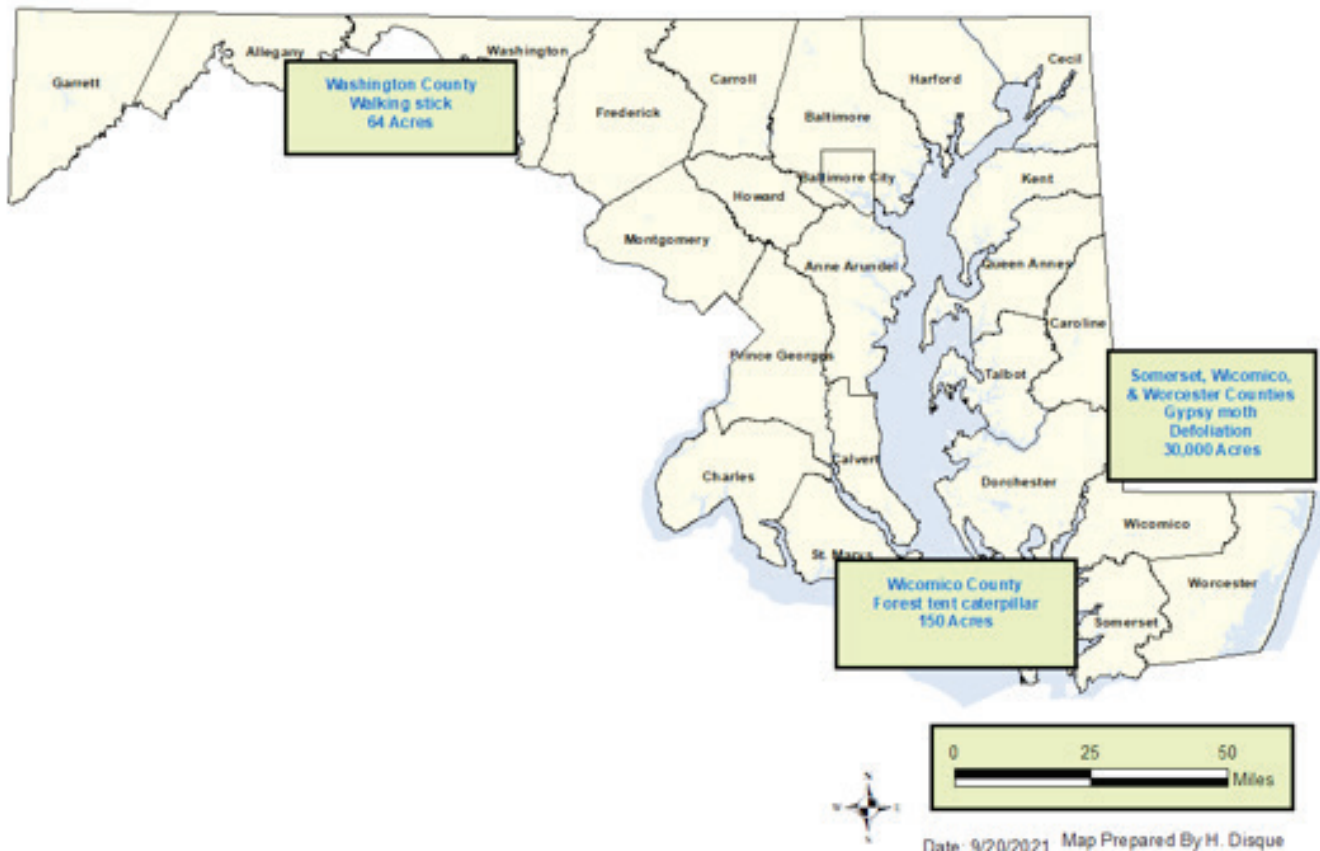 Garrett
Allegany
Washington
Washington County
Walking stick
64 Acres
Frederick
Carroll
Baltimore
Harford
Cecil
Baltimore City
Howard
Kent
Montgomery
Anne Arundel
Queen Annes
Caroline
Prince Georges
Talbot
Somerset, Wicomico,
& Worcester Counties
Gypsy moth
Defoliation
30,000 Acres
Charles
Calvert
Dorchester
Wicomico
St. Marys
Wicomico County
Forest tent caterpillar
150 Acres
Somerset
Worcester
0 25 50
Miles
N
W E
S
Date: 9/20/2021 Map Prepared By H. Disque